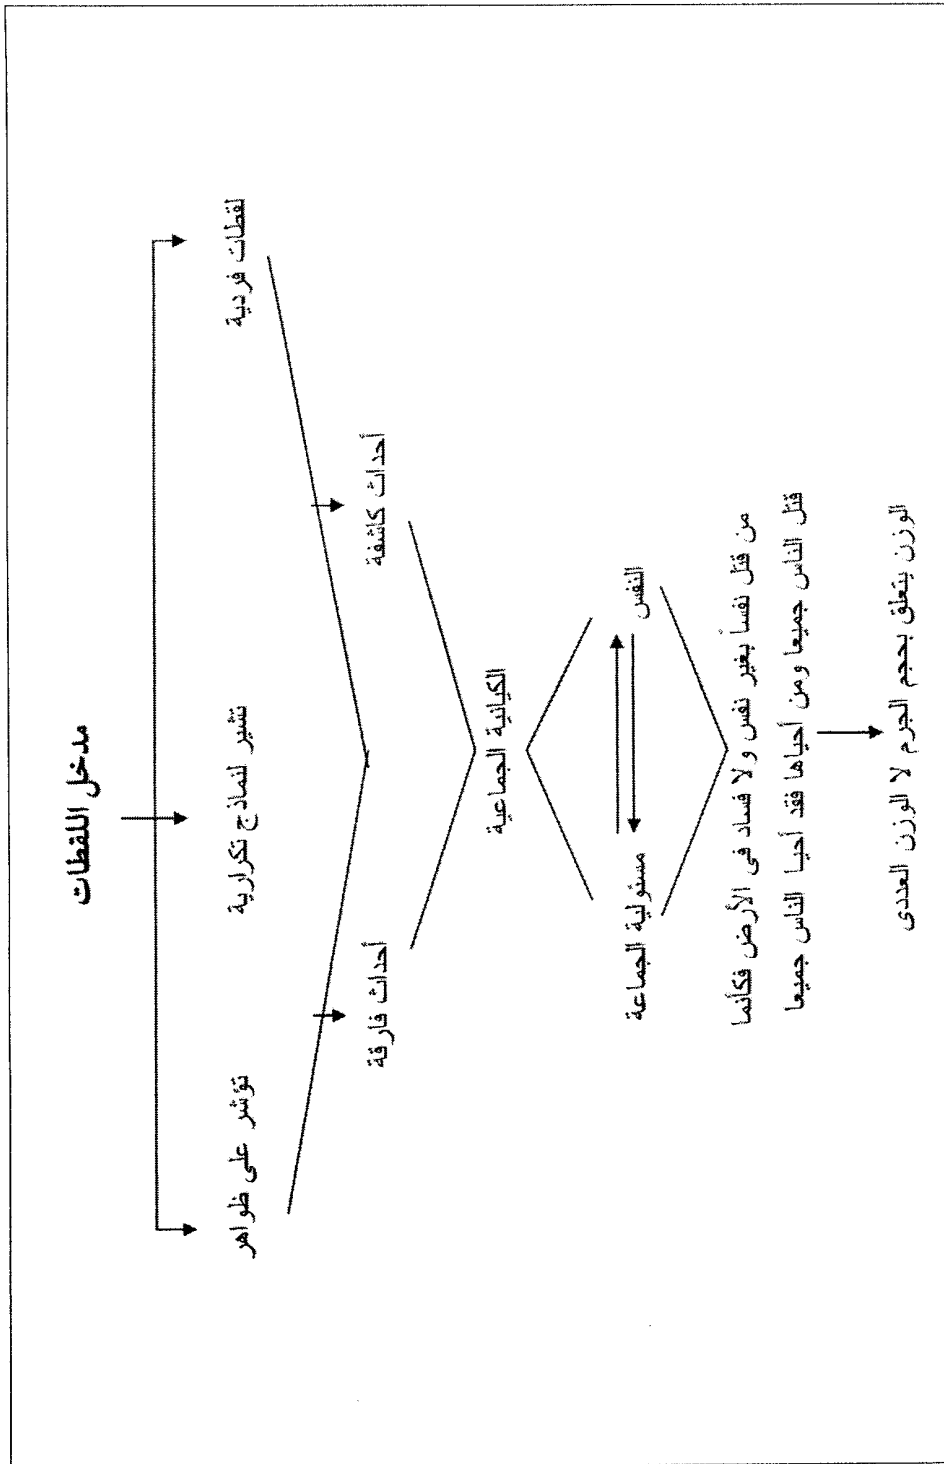 مدخل اللقطات
لقطات فردية
تشير لنماذج تكرارية
تؤشر على ظواهر
أحداث كاشفة
أحداث فارقة
الكيانية الجماعية
النفس
مسئولية الجماعة
من قتل نفساً بغير نفس ولا فساد فى الأرض فكأنما
قتل الناس جميعا ومن أحياها فقد أحيا الناس جميعا
الوزن يتعلق بحجم الجرم لا الوزن العددى